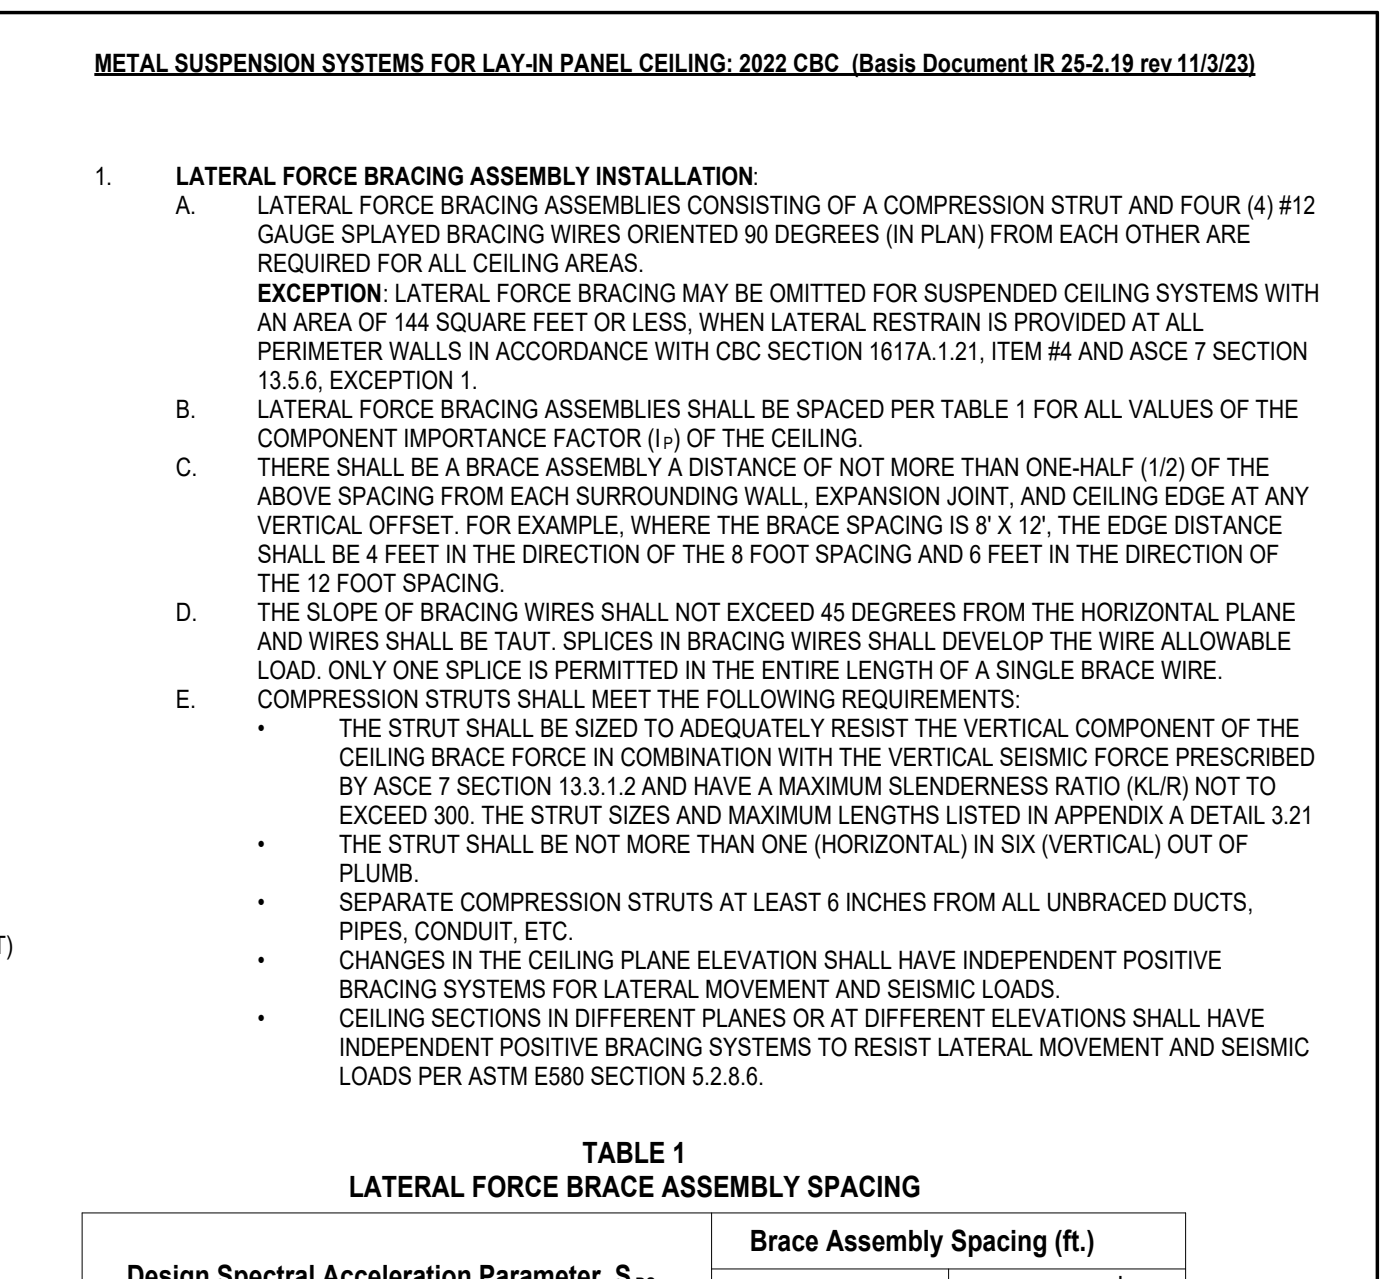 METAL SUSPENSION SYSTEMS FOR LAY-IN PANEL CEILING: 2022 CBC (Basis Document IR 25-2.19 rev 11/3/23)
1. LATERAL FORCE BRACING ASSEMBLY INSTALLATION:
A. LATERAL FORCE BRACING ASSEMBLIES CONSISTING OF A COMPRESSION STRUT AND FOUR (4) #12
GAUGE SPLAYED BRACING WIRES ORIENTED 90 DEGREES (IN PLAN) FROM EACH OTHER ARE
REQUIRED FOR ALL CEILING AREAS.
EXCEPTION: LATERAL FORCE BRACING MAY BE OMITTED FOR SUSPENDED CEILING SYSTEMS WITH
AN AREA OF 144 SQUARE FEET OR LESS, WHEN LATERAL RESTRAIN IS PROVIDED AT ALL
PERIMETER WALLS IN ACCORDANCE WITH CBC SECTION 1617A.1.21, ITEM #4 AND ASCE 7 SECTION
13.5.6, EXCEPTION 1.
B. LATERAL FORCE BRACING ASSEMBLIES SHALL BE SPACED PER TABLE 1 FOR ALL VALUES OF THE
COMPONENT IMPORTANCE FACTOR (IP) OF THE CEILING.
C. THERE SHALL BE A BRACE ASSEMBLY A DISTANCE OF NOT MORE THAN ONE-HALF (1/2) OF THE
ABOVE SPACING FROM EACH SURROUNDING WALL, EXPANSION JOINT, AND CEILING EDGE AT ANY
VERTICAL OFFSET. FOR EXAMPLE, WHERE THE BRACE SPACING IS 8' X 12', THE EDGE DISTANCE
SHALL BE 4 FEET IN THE DIRECTION OF THE 8 FOOT SPACING AND 6 FEET IN THE DIRECTION OF
THE 12 FOOT SPACING.
D. THE SLOPE OF BRACING WIRES SHALL NOT EXCEED 45 DEGREES FROM THE HORIZONTAL PLANE
AND WIRES SHALL BE TAUT. SPLICES IN BRACING WIRES SHALL DEVELOP THE WIRE ALLOWABLE
LOAD. ONLY ONE SPLICE IS PERMITTED IN THE ENTIRE LENGTH OF A SINGLE BRACE WIRE.
E. COMPRESSION STRUTS SHALL MEET THE FOLLOWING REQUIREMENTS:
• THE STRUT SHALL BE SIZED TO ADEQUATELY RESIST THE VERTICAL COMPONENT OF THE
CEILING BRACE FORCE IN COMBINATION WITH THE VERTICAL SEISMIC FORCE PRESCRIBED
BY ASCE 7 SECTION 13.3.1.2 AND HAVE A MAXIMUM SLENDERNESS RATIO (KL/R) NOT TO
EXCEED 300. THE STRUT SIZES AND MAXIMUM LENGTHS LISTED IN APPENDIX A DETAIL 3.21
• THE STRUT SHALL BE NOT MORE THAN ONE (HORIZONTAL) IN SIX (VERTICAL) OUT OF
PLUMB.
• SEPARATE COMPRESSION STRUTS AT LEAST 6 INCHES FROM ALL UNBRACED DUCTS,
PIPES, CONDUIT, ETC.
T)
• CHANGES IN THE CEILING PLANE ELEVATION SHALL HAVE INDEPENDENT POSITIVE
BRACING SYSTEMS FOR LATERAL MOVEMENT AND SEISMIC LOADS.
• CEILING SECTIONS IN DIFFERENT PLANES OR AT DIFFERENT ELEVATIONS SHALL HAVE
INDEPENDENT POSITIVE BRACING SYSTEMS TO RESIST LATERAL MOVEMENT AND SEISMIC
LOADS PER ASTM E580 SECTION 5.2.8.6.
TABLE 1
LATERAL FORCE BRACE ASSEMBLY SPACING
Brace Assembly Spacing (ft.)
Design Spectral Acceleration Parameter, SDS